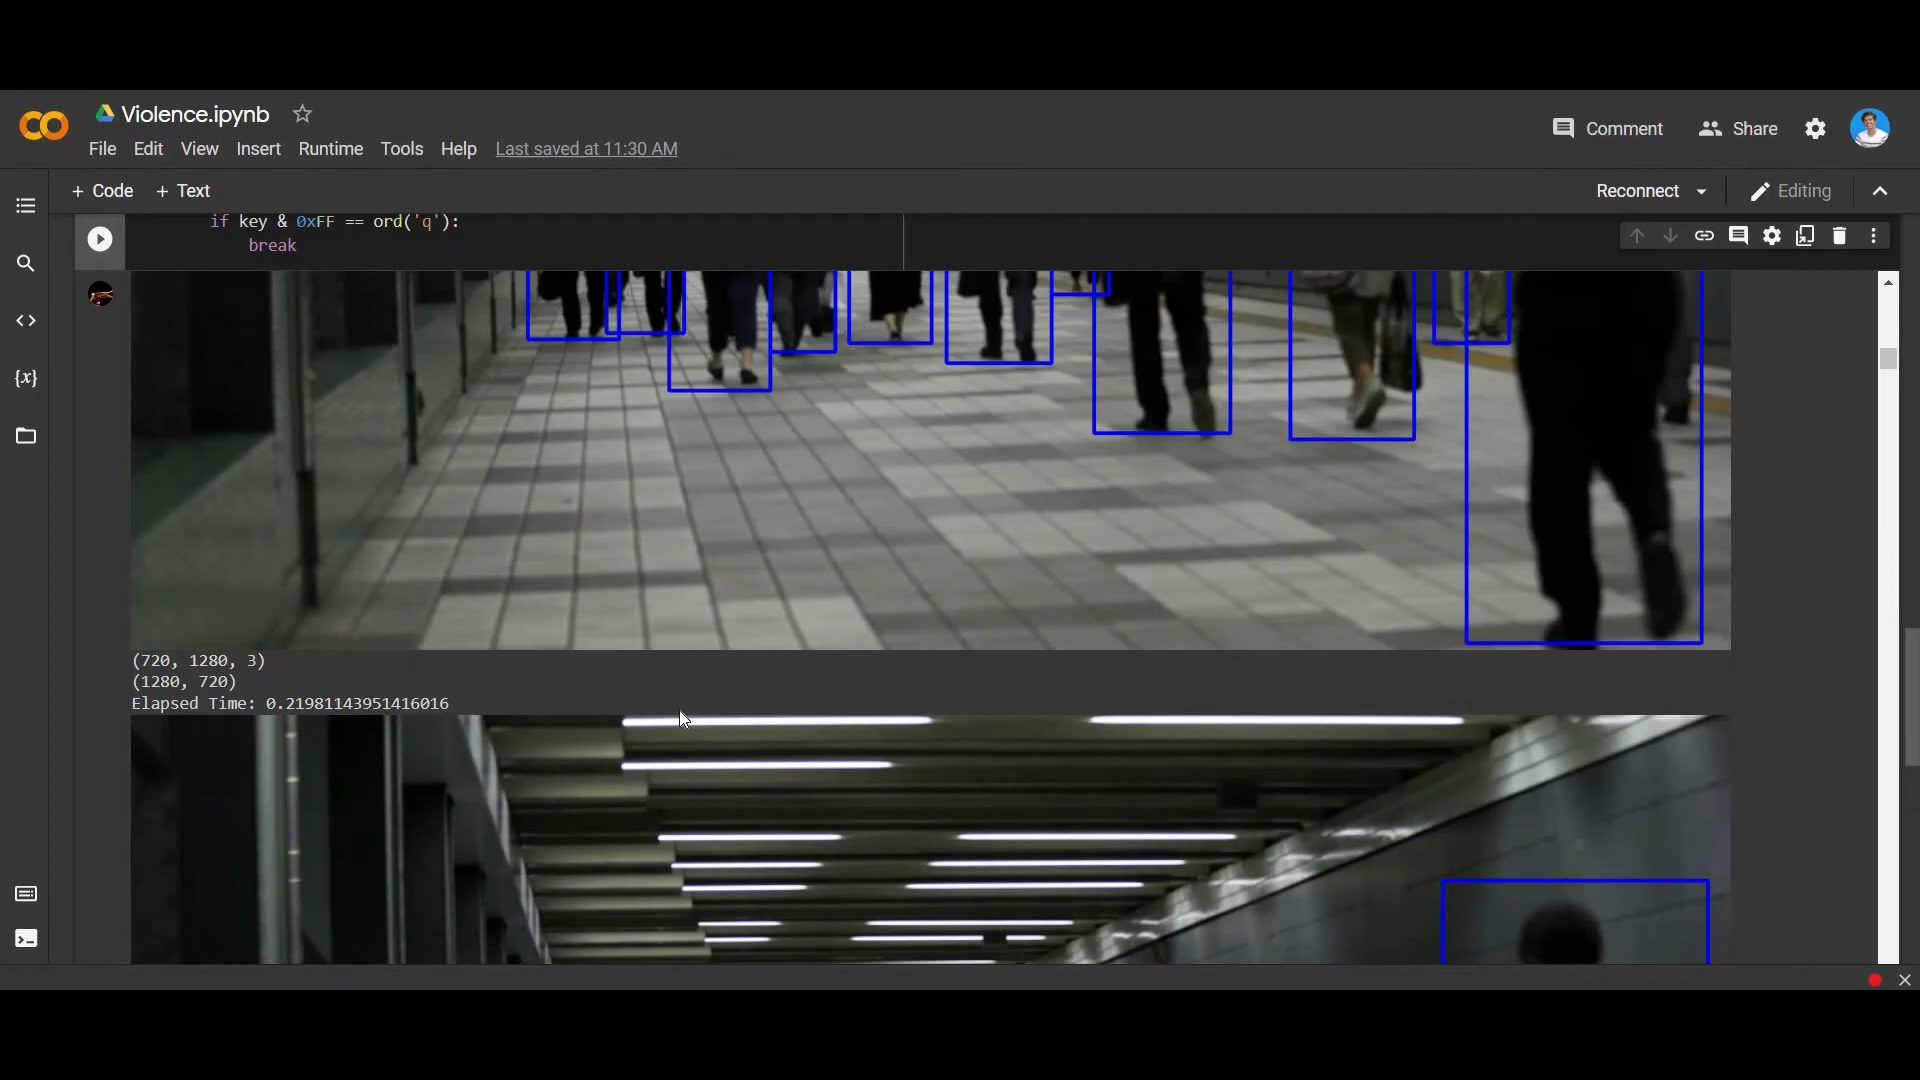 Violence.ipynb
File Edit View Insert Runtime Tools Help Last saved at 11:30 AM
Comment Share
+ Code + Text
Reconnect Editing
if key & 0xFF == ord('q'):
break
{x}
(720, 1280, 3)
(1280, 720)
Elapsed Time: 0.21981143951416016